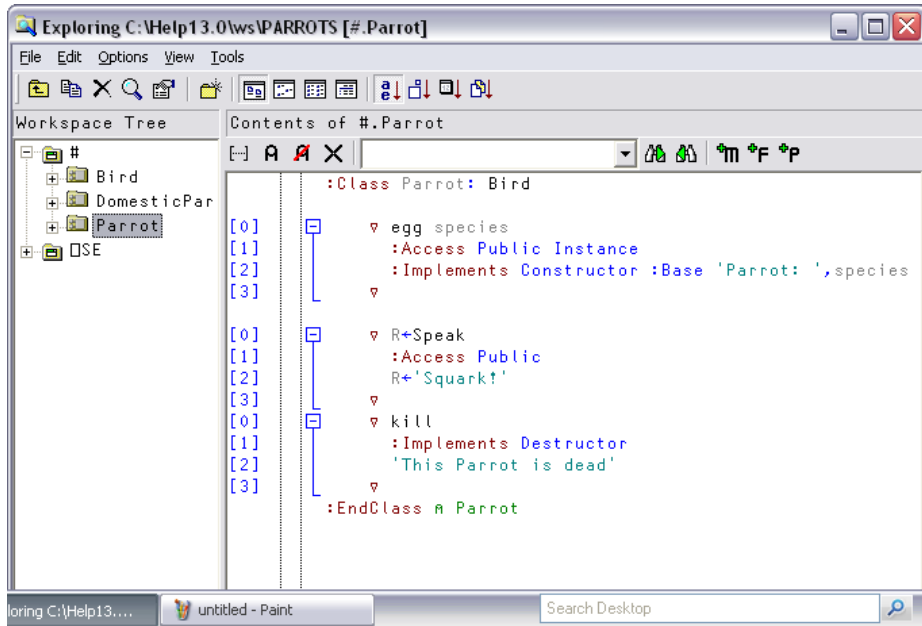 Exploring C:\Help13.0\ws\PARROTS [#.Parrot]
File Edit Options View Tools
Workspace Tree
Contents of #.Parrot
#
Bird
DomesticPar
Parrot
⎕SE
:Class Parrot: Bird
[0] ∇ egg species
[1] :Access Public Instance
[2] :Implements Constructor :Base 'Parrot: ',species
[3] ∇
[0] ∇ R←Speak
[1] :Access Public
[2] R←'Squark!'
[3] ∇
[0] ∇ kill
[1] :Implements Destructor
[2] 'This Parrot is dead'
[3] ∇
:EndClass ⍝ Parrot
loring C:\Help13....
untitled - Paint
Search Desktop